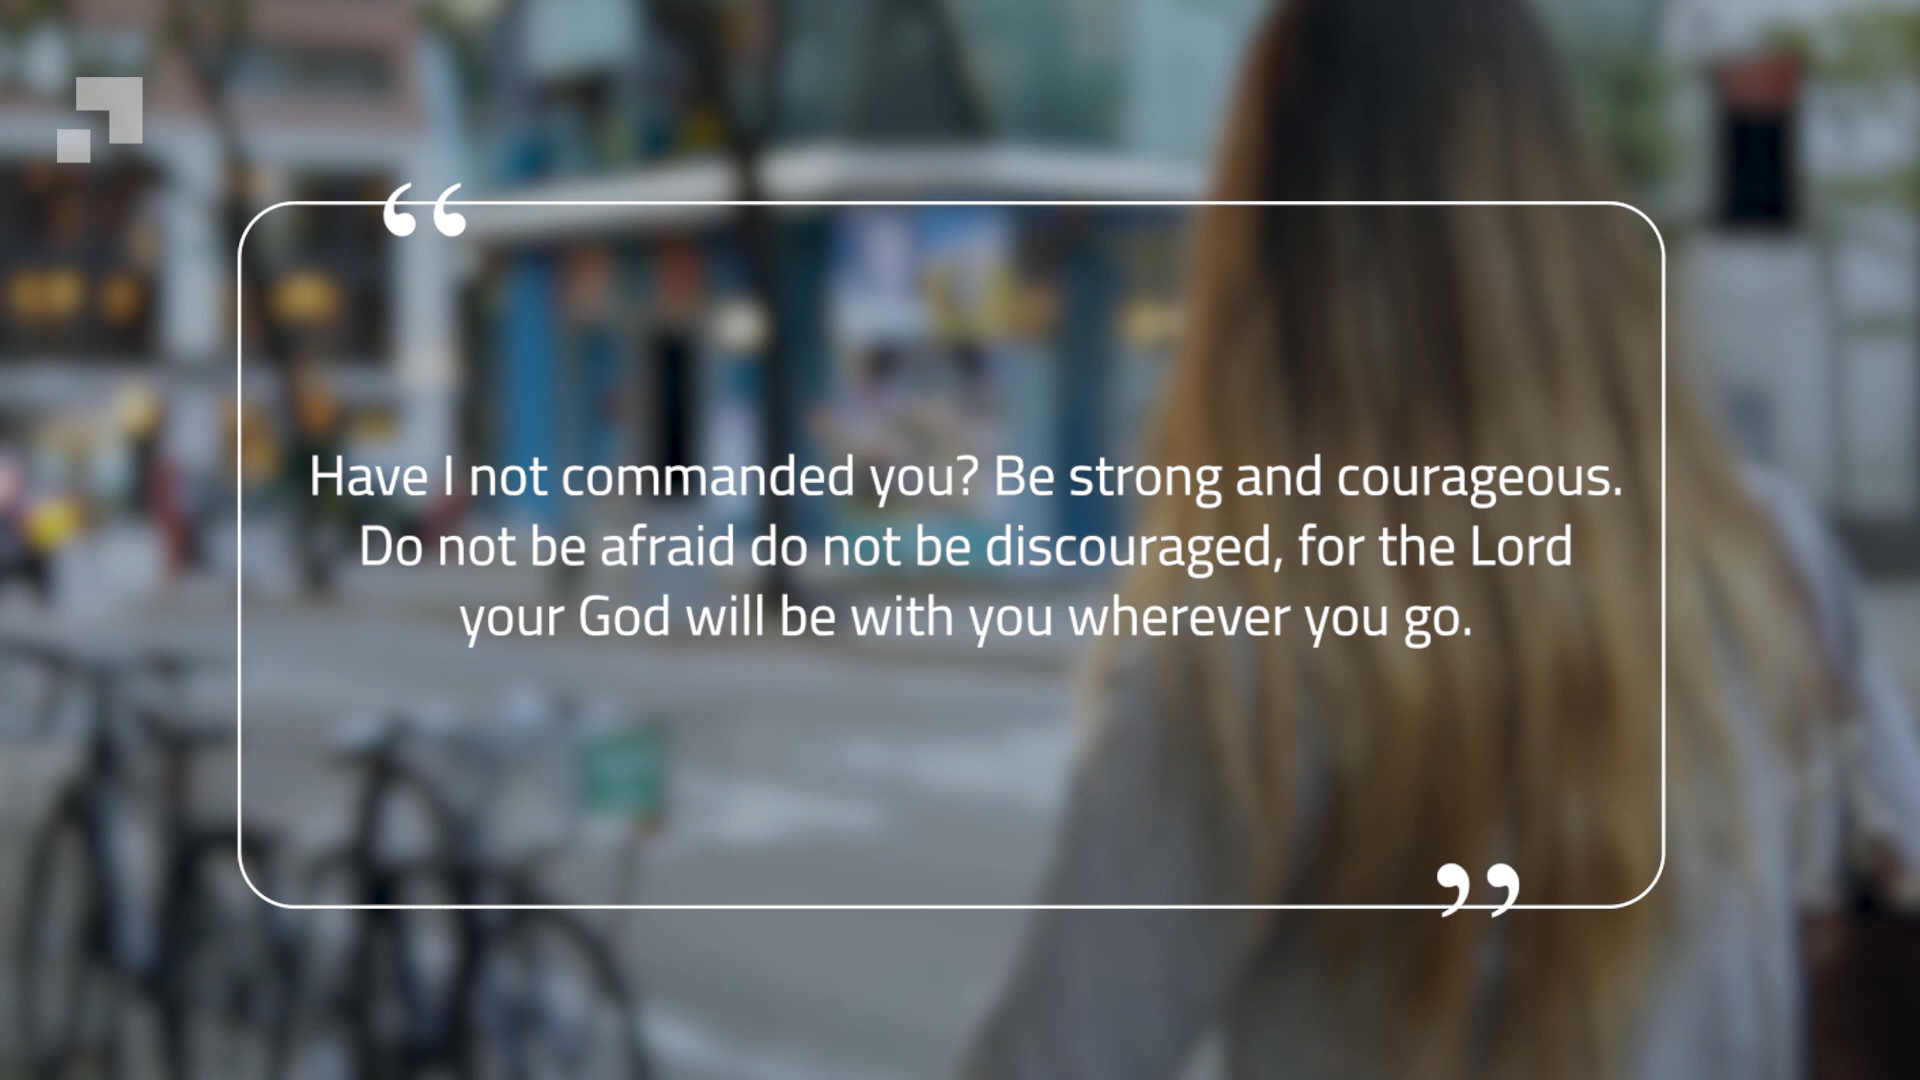 “
Have I not commanded you? Be strong and courageous.
Do not be afraid do not be discouraged, for the Lord
your God will be with you wherever you go.
”